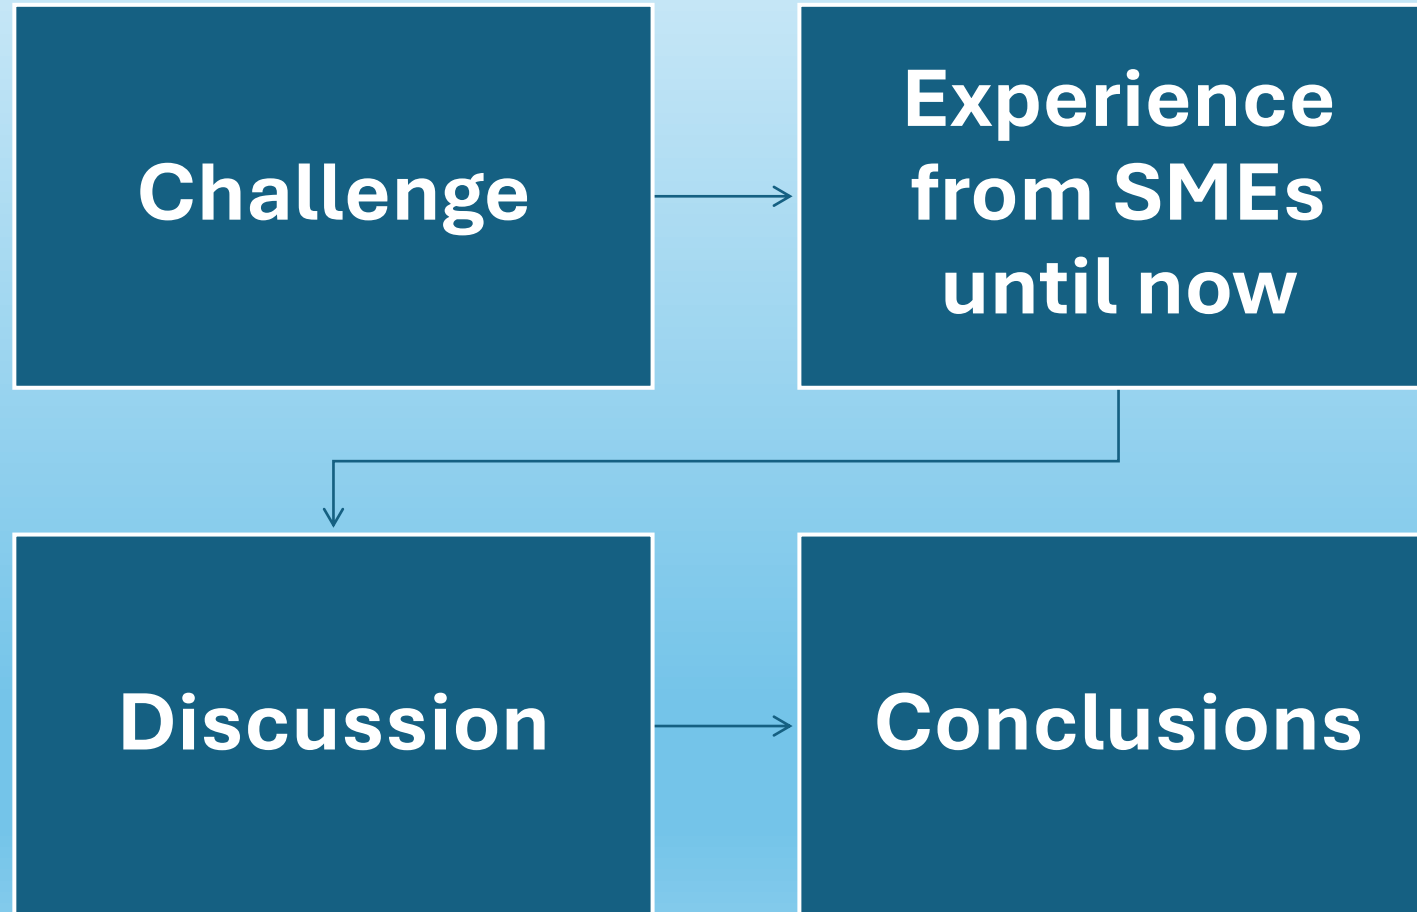 Challenge
Experience
from SMEs
until now
Discussion
Conclusions